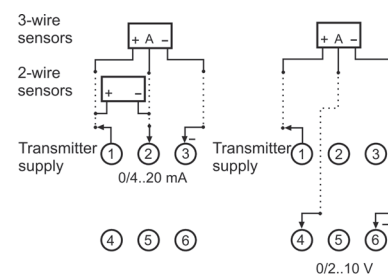 3-wire
sensors
+ A −
+ A −
2-wire
sensors
+ −
Transmitter
supply
1 2 3
−
Transmitter
supply
1 2 3
0/4..20 mA
4 5 6
4 5 6
−
0/2..10 V